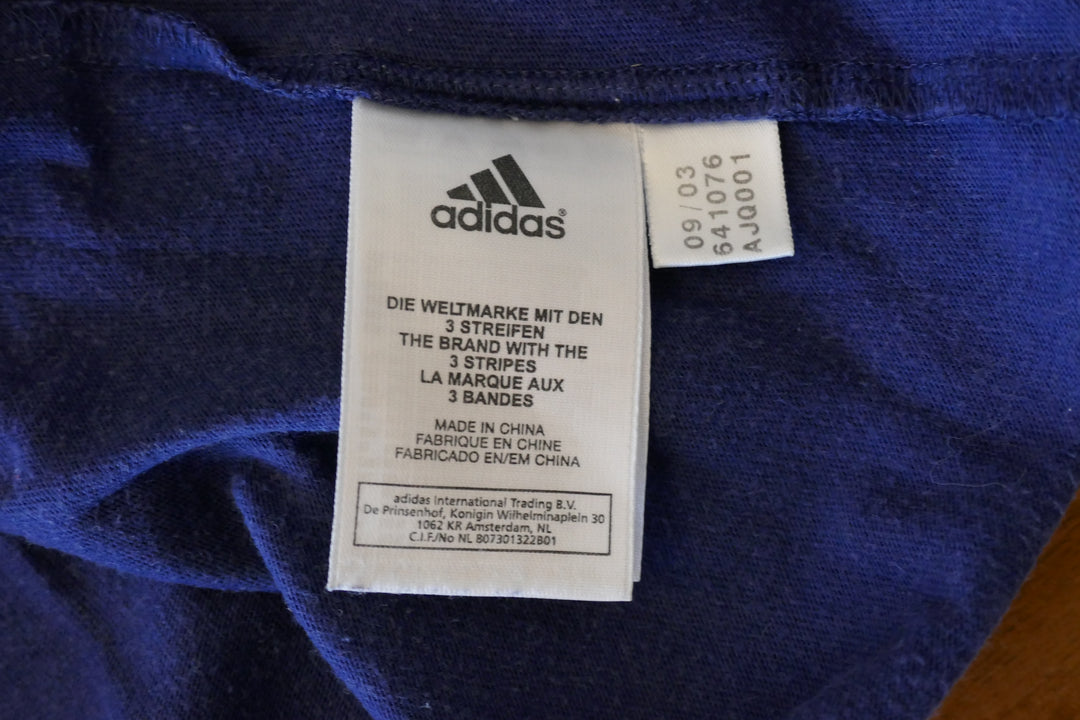 adidas®
DIE WELTMARKE MIT DEN
3 STREIFEN
THE BRAND WITH THE
3 STRIPES
LA MARQUE AUX
3 BANDES
MADE IN CHINA
FABRIQUE EN CHINE
FABRICADO EN/EM CHINA
adidas International Trading B.V.
De Prinsenhof, Konigin Wilhelminaplein 30
1062 KR Amsterdam, NL
C.I.F./No NL 807301322B01
09/03
641076
AJQ001